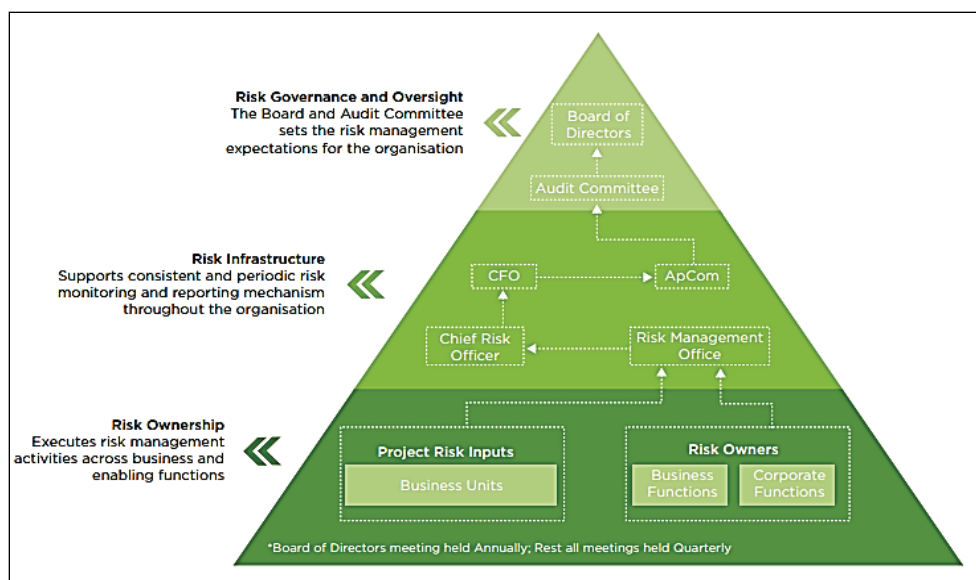 Risk Governance and Oversight
The Board and Audit Committee
sets the risk management
expectations for the organisation
Board of
Directors
Audit Committee
Risk Infrastructure
Supports consistent and periodic risk
monitoring and reporting mechanism
throughout the organisation
CFO
ApCom
Chief Risk
Officer
Risk Management
Office
Risk Ownership
Executes risk management
activities across business and
enabling functions
Project Risk Inputs
Business Units
Risk Owners
Business
Functions
Corporate
Functions
*Board of Directors meeting held Annually; Rest all meetings held Quarterly